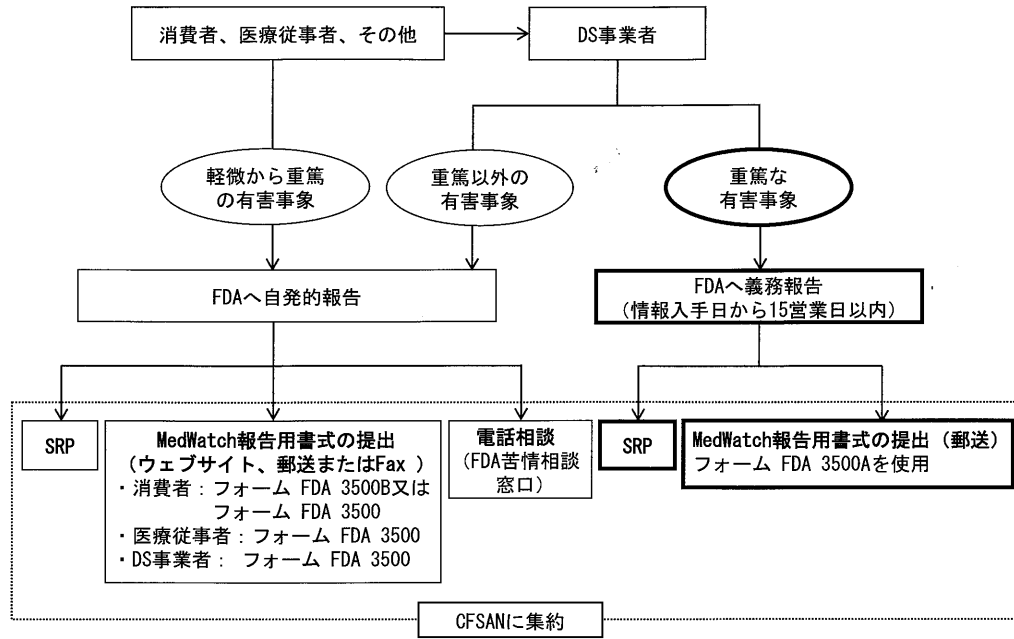 消費者、医療従事者、その他
DS事業者
軽微から重篤
の有害事象
重篤以外の
有害事象
重篤な
有害事象
FDAへ自発的報告
FDAへ義務報告
(情報入手日から15営業日以内)
SRP
MedWatch報告用書式の提出
(ウェブサイト、郵送またはFax )
・消費者：フォーム FDA 3500B又は
フォーム FDA 3500
・医療従事者：フォーム FDA 3500
・DS事業者： フォーム FDA 3500
電話相談
(FDA苦情相談
窓口)
SRP
MedWatch報告用書式の提出 (郵送)
フォーム FDA 3500Aを使用
CFSANに集約